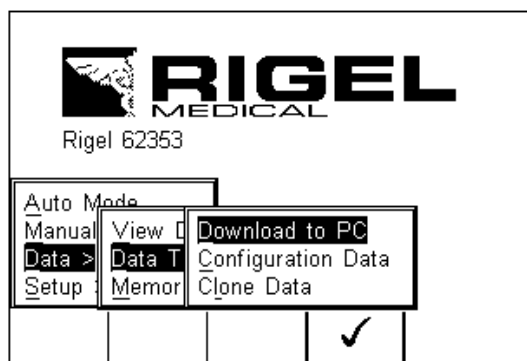 RIGEL
MEDICAL
Rigel 62353
Auto Mode
Manual
Data >
Setup
View D
Data T
Memor
Download to PC
Configuration Data
Clone Data